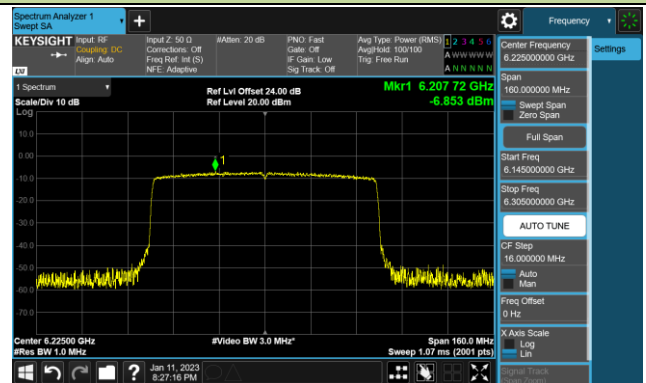 Spectrum Analyzer 1
Swept SA
Frequency
KEYSIGHT
Input: RF
Coupling: DC
Align: Auto
Input Z: 50 Ω
Corrections: Off
Freq Ref: Int (S)
NFE: Adaptive
#Atten: 20 dB
PNO: Fast
Gate: Off
IF Gain: Low
Sig Track: Off
Avg Type: Power (RMS)
Avg|Hold: 100/100
Trig: Free Run
1 2 3 4 5 6
A W W W W W
A N N N N N
LXI
1 Spectrum
Scale/Div 10 dB
Log
Ref Lvl Offset 24.00 dB
Ref Level 20.00 dBm
Mkr1 6.207 72 GHz
-6.853 dBm
10.0
0.00
-10.0
-20.0
-30.0
-40.0
-50.0
-60.0
-70.0
1
Center 6.22500 GHz
#Res BW 1.0 MHz
#Video BW 3.0 MHz*
Span 160.0 MHz
Sweep 1.07 ms (2001 pts)
Jan 11, 2023
8:27:16 PM
Center Frequency
6.225000000 GHz
Settings
Span
160.000000 MHz
Swept Span
Zero Span
Full Span
Start Freq
6.145000000 GHz
Stop Freq
6.305000000 GHz
AUTO TUNE
CF Step
16.000000 MHz
Auto
Man
Freq Offset
0 Hz
X Axis Scale
Log
Lin
Signal Track
(Span Zoom)